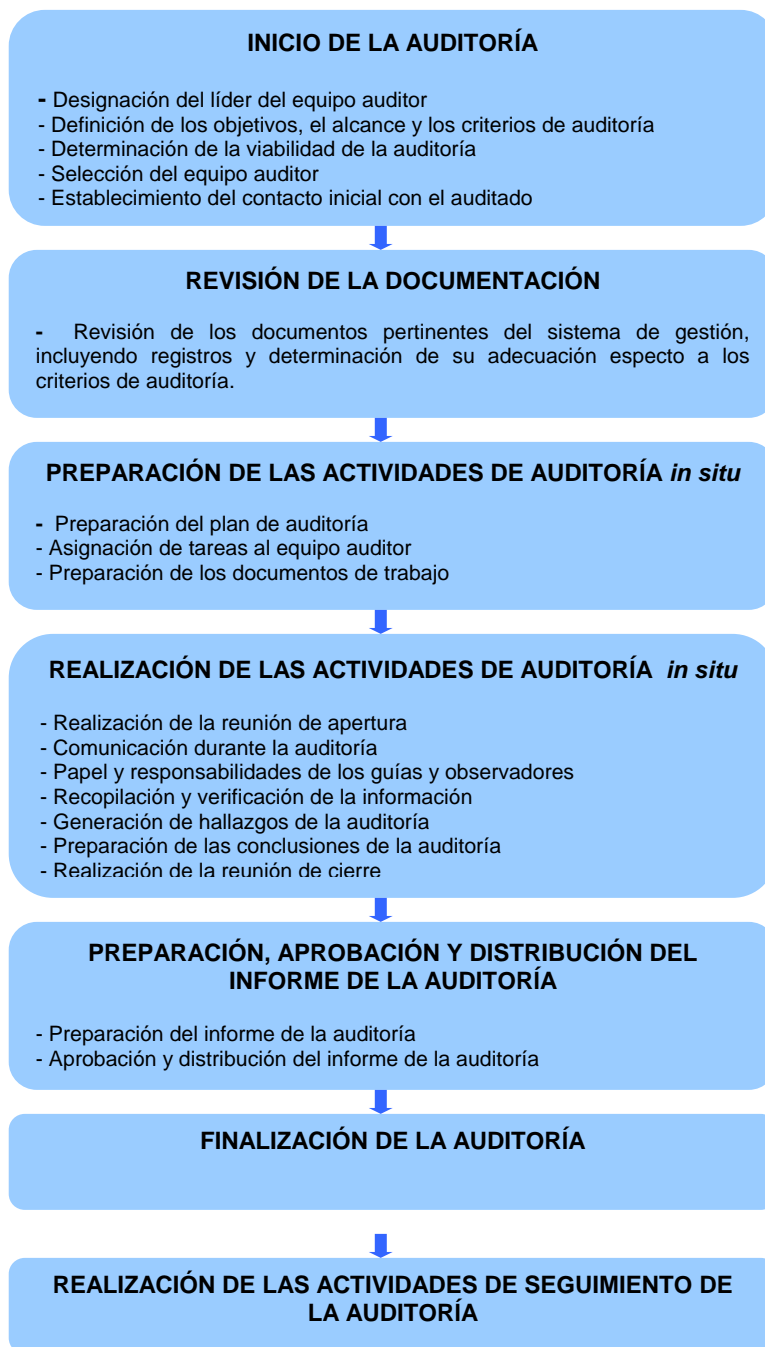 INICIO DE LA AUDITORÍA
- Designación del líder del equipo auditor
- Definición de los objetivos, el alcance y los criterios de auditoría
- Determinación de la viabilidad de la auditoría
- Selección del equipo auditor
- Establecimiento del contacto inicial con el auditado
REVISIÓN DE LA DOCUMENTACIÓN
- Revisión de los documentos pertinentes del sistema de gestión,
incluyendo registros y determinación de su adecuación especto a los
criterios de auditoría.
PREPARACIÓN DE LAS ACTIVIDADES DE AUDITORÍA in situ
- Preparación del plan de auditoría
- Asignación de tareas al equipo auditor
- Preparación de los documentos de trabajo
REALIZACIÓN DE LAS ACTIVIDADES DE AUDITORÍA in situ
- Realización de la reunión de apertura
- Comunicación durante la auditoría
- Papel y responsabilidades de los guías y observadores
- Recopilación y verificación de la información
- Generación de hallazgos de la auditoría
- Preparación de las conclusiones de la auditoría
- Realización de la reunión de cierre
PREPARACIÓN, APROBACIÓN Y DISTRIBUCIÓN DEL
INFORME DE LA AUDITORÍA
- Preparación del informe de la auditoría
- Aprobación y distribución del informe de la auditoría
FINALIZACIÓN DE LA AUDITORÍA
REALIZACIÓN DE LAS ACTIVIDADES DE SEGUIMIENTO DE
LA AUDITORÍA